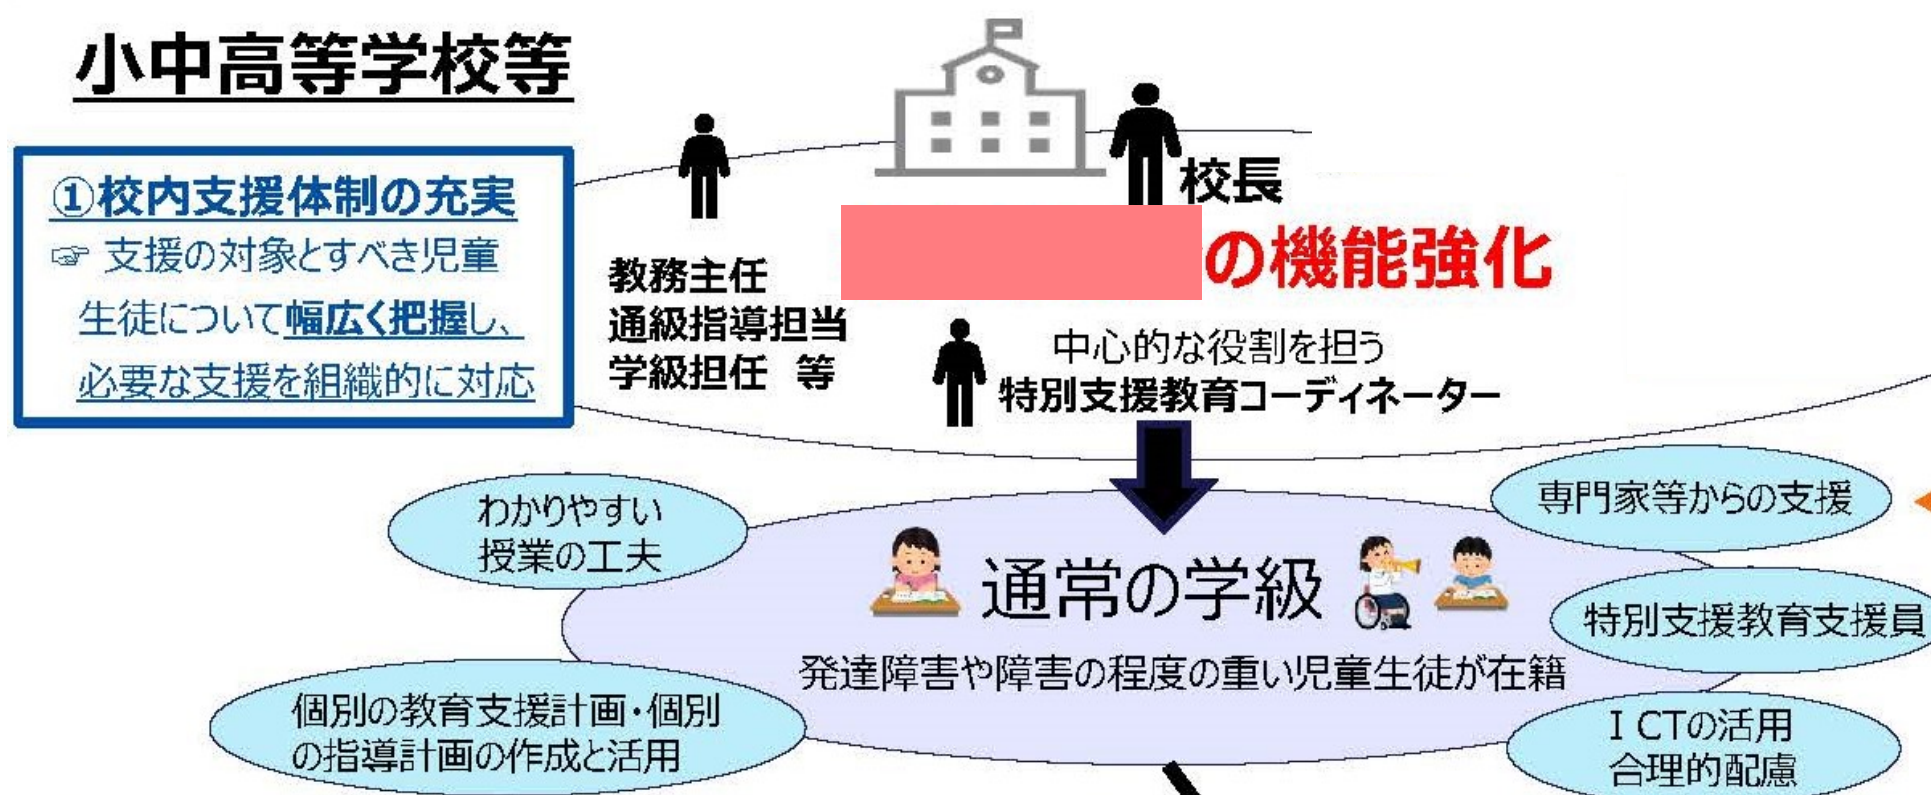 小中高等学校等
①校内支援体制の充実
☞ 支援の対象とすべき児童
生徒について幅広く把握し、
必要な支援を組織的に対応
校長
の機能強化
教務主任
通級指導担当
学級担任 等
中心的な役割を担う
特別支援教育コーディネーター
わかりやすい
授業の工夫
専門家等からの支援
通常の学級
特別支援教育支援員
発達障害や障害の程度の重い児童生徒が在籍
個別の教育支援計画・個別
の指導計画の作成と活用
ICTの活用
合理的配慮